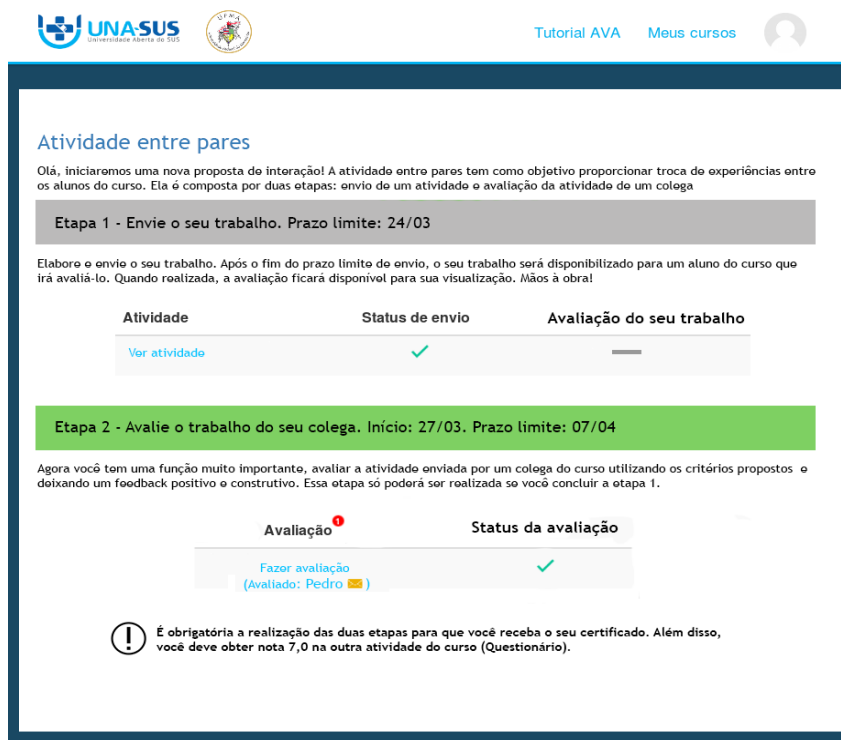 UNA-SUS
Universidade Aberta do SUS
Tutorial AVA
Meus cursos
Atividade entre pares
Olá, iniciaremos uma nova proposta de interação! A atividade entre pares tem como objetivo proporcionar troca de experiências entre
os alunos do curso. Ela é composta por duas etapas: envio de um atividade e avaliação da atividade de um colega
Etapa 1 - Envie o seu trabalho. Prazo limite: 24/03
Elabore e envie o seu trabalho. Após o fim do prazo limite de envio, o seu trabalho será disponibilizado para um aluno do curso que
irá avaliá-lo. Quando realizada, a avaliação ficará disponível para sua visualização. Mãos à obra!
Atividade
Status de envio
Avaliação do seu trabalho
Ver atividade
Etapa 2 - Avalie o trabalho do seu colega. Início: 27/03. Prazo limite: 07/04
Agora você tem uma função muito importante, avaliar a atividade enviada por um colega do curso utilizando os critérios propostos e
deixando um feedback positivo e construtivo. Essa etapa só poderá ser realizada se você concluir a etapa 1.
Avaliação
1
Status da avaliação
Fazer avaliação
(Avaliado: Pedro )
É obrigatória a realização das duas etapas para que você receba o seu certificado. Além disso,
você deve obter nota 7,0 na outra atividade do curso (Questionário).